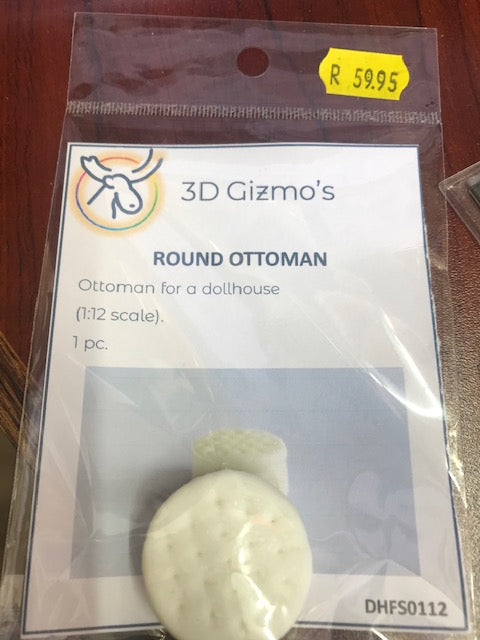 R 59.95
3D Gizmo's
ROUND OTTOMAN
Ottoman for a dollhouse
(1:12 scale).
1 pc.
DHFS0112